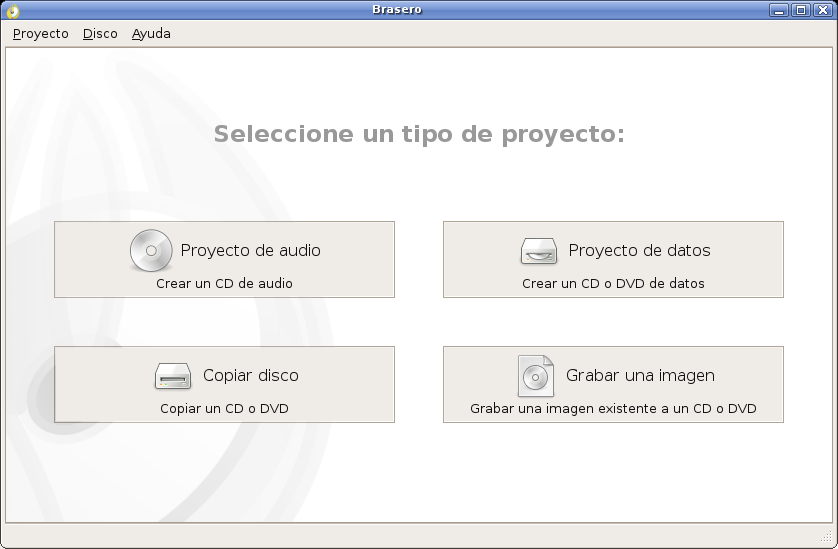 Brasero
Proyecto Disco Ayuda
Seleccione un tipo de proyecto:
Proyecto de audio
Crear un CD de audio
Proyecto de datos
Crear un CD o DVD de datos
Copiar disco
Copiar un CD o DVD
Grabar una imagen
Grabar una imagen existente a un CD o DVD